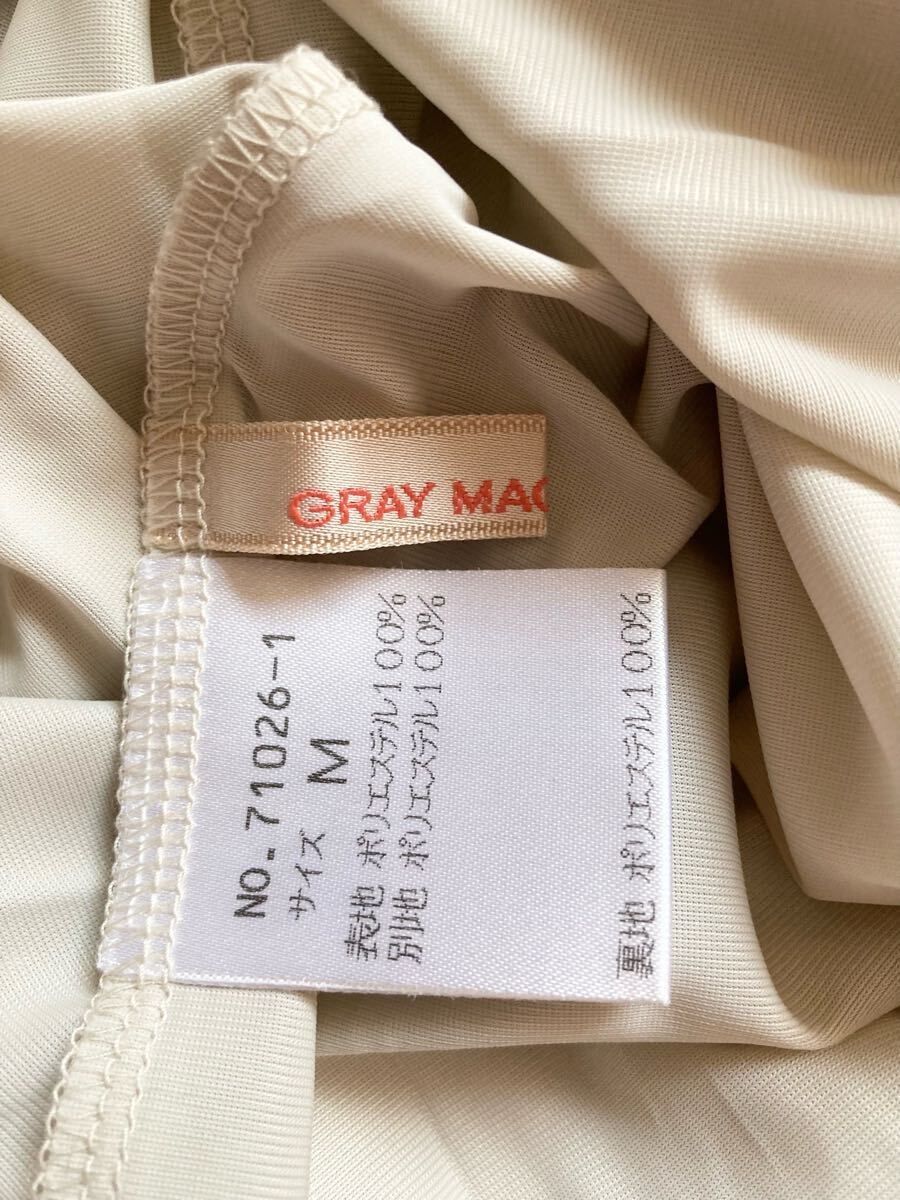 GRAY MAC
NO.71026-1
サイズ M
表地 ポリエステル100%
別地 ポリエステル100%
裏地 ポリエステル100%